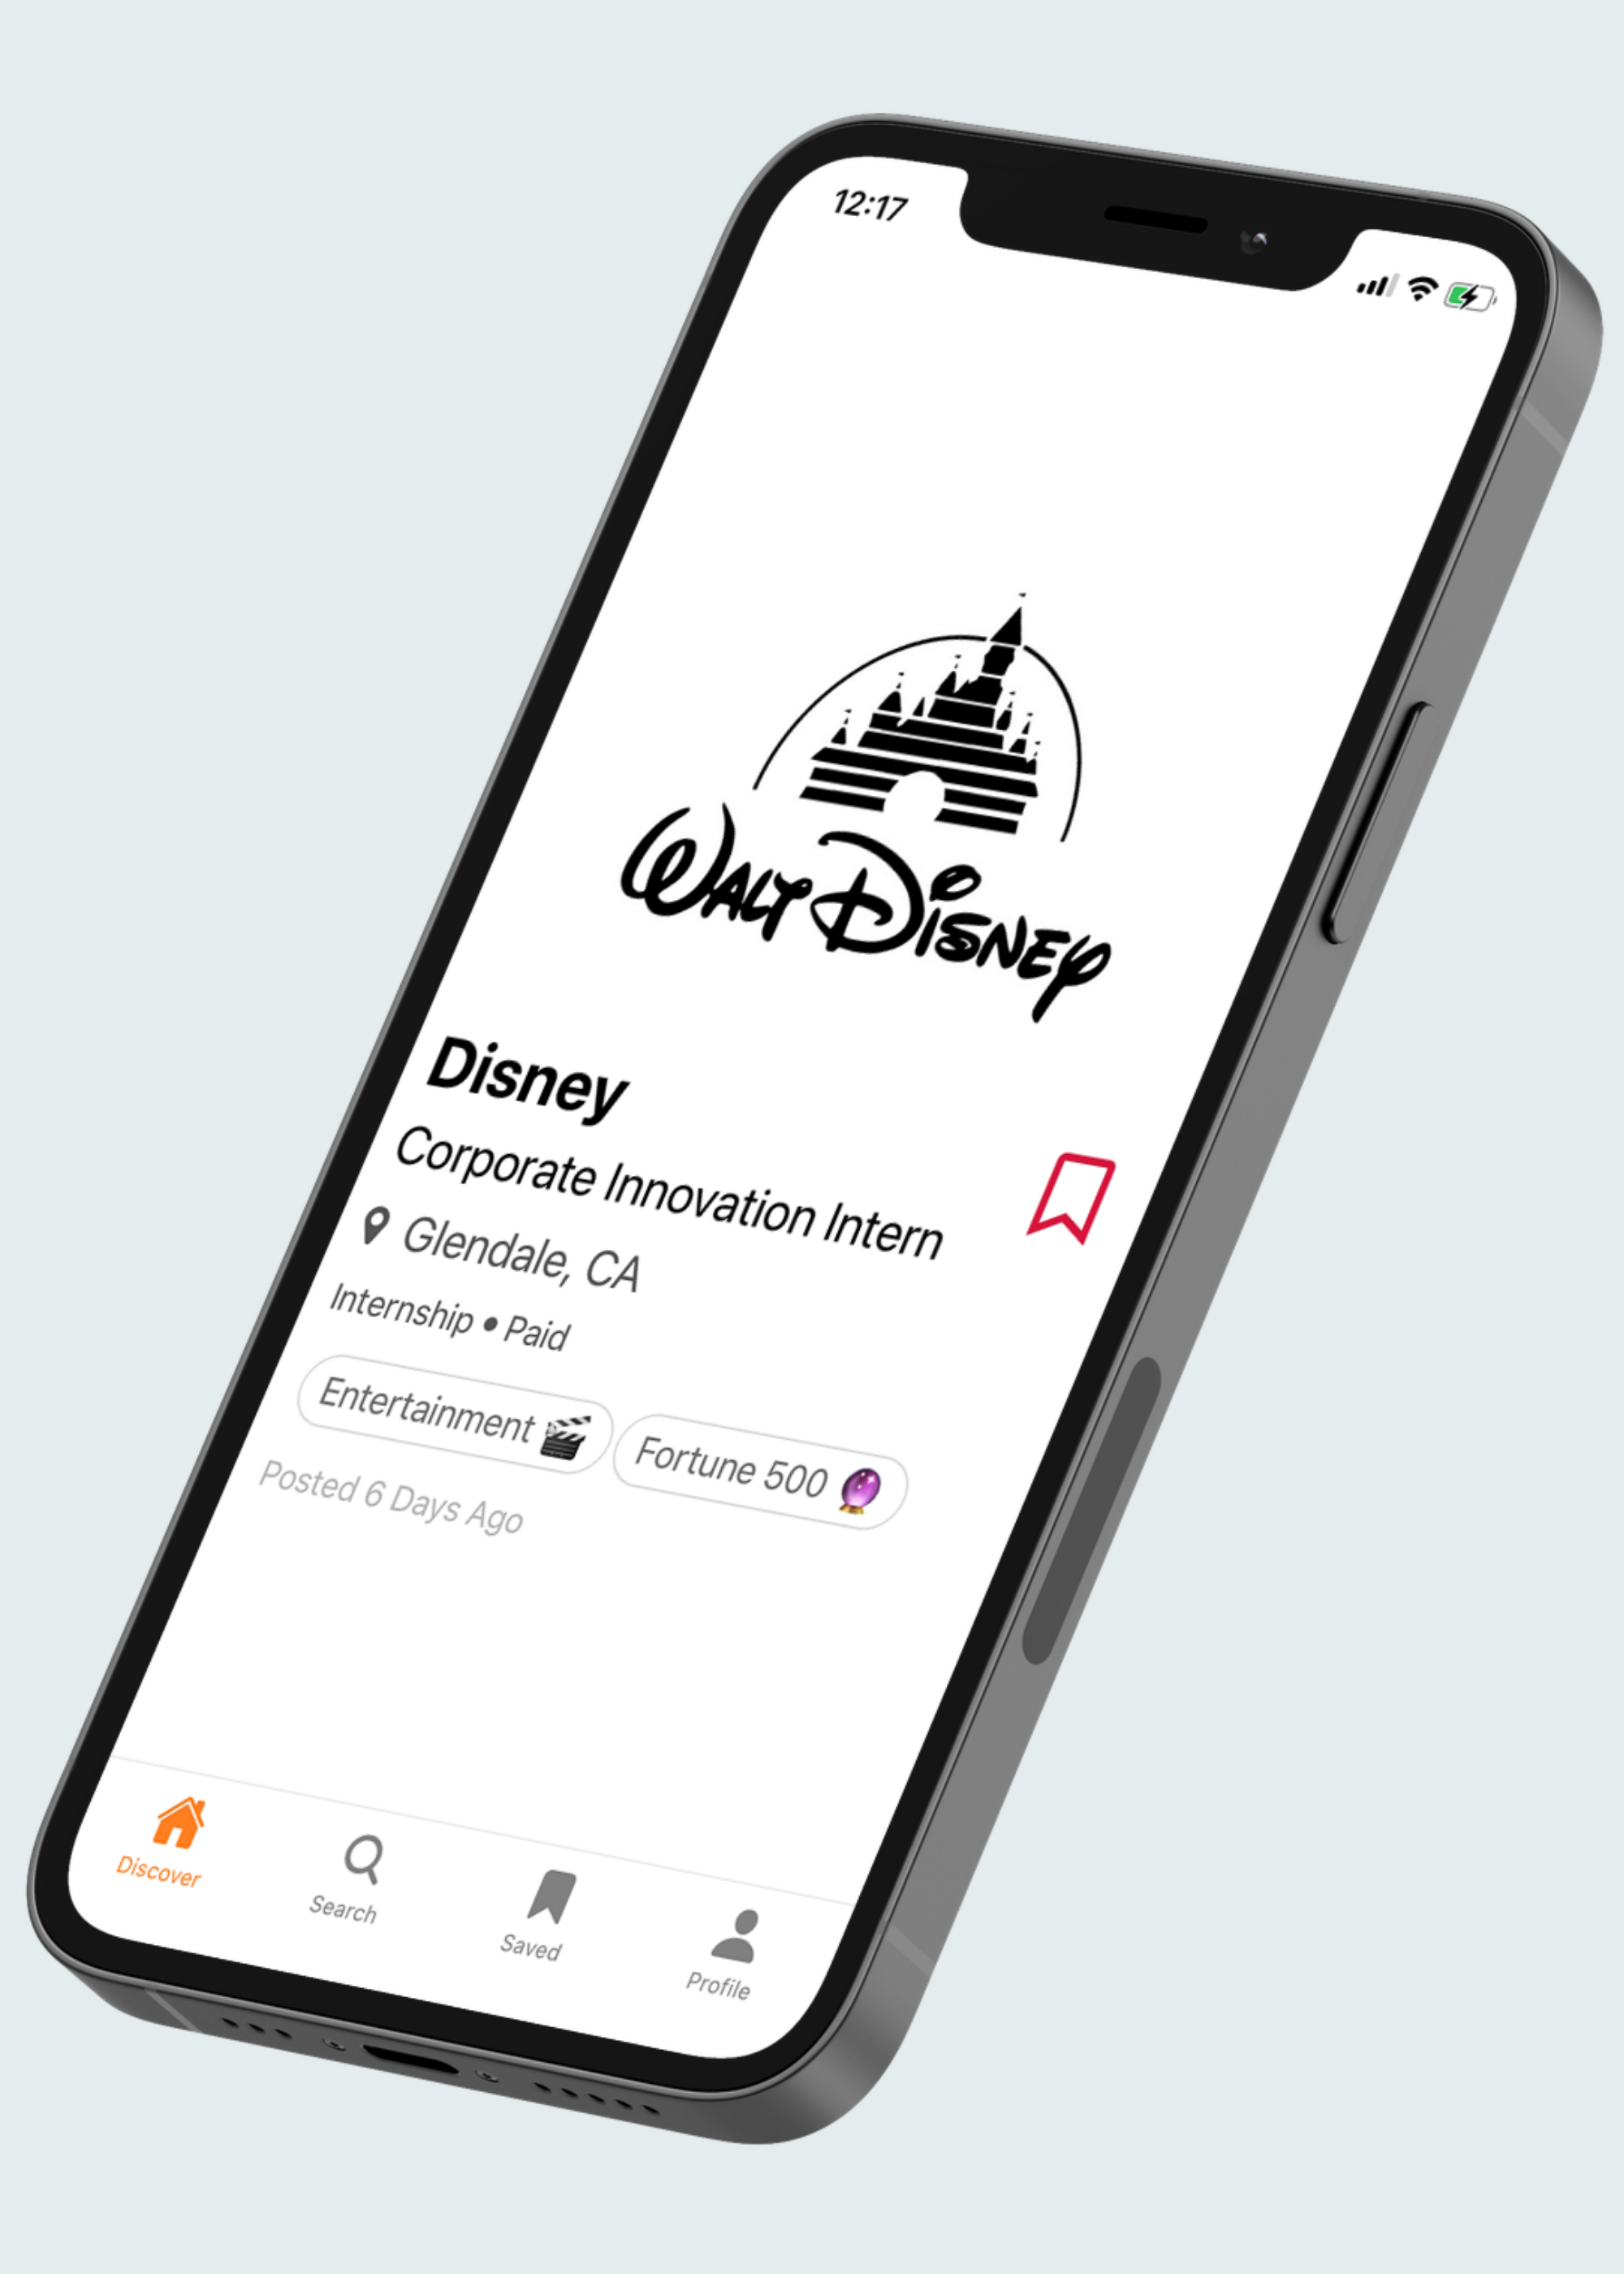 12:17
WALT DISNEY
Disney
Corporate Innovation Intern
Glendale, CA
Internship • Paid
Entertainment 🎬 Fortune 500 🔮
Posted 6 Days Ago
Discover Search Saved Profile